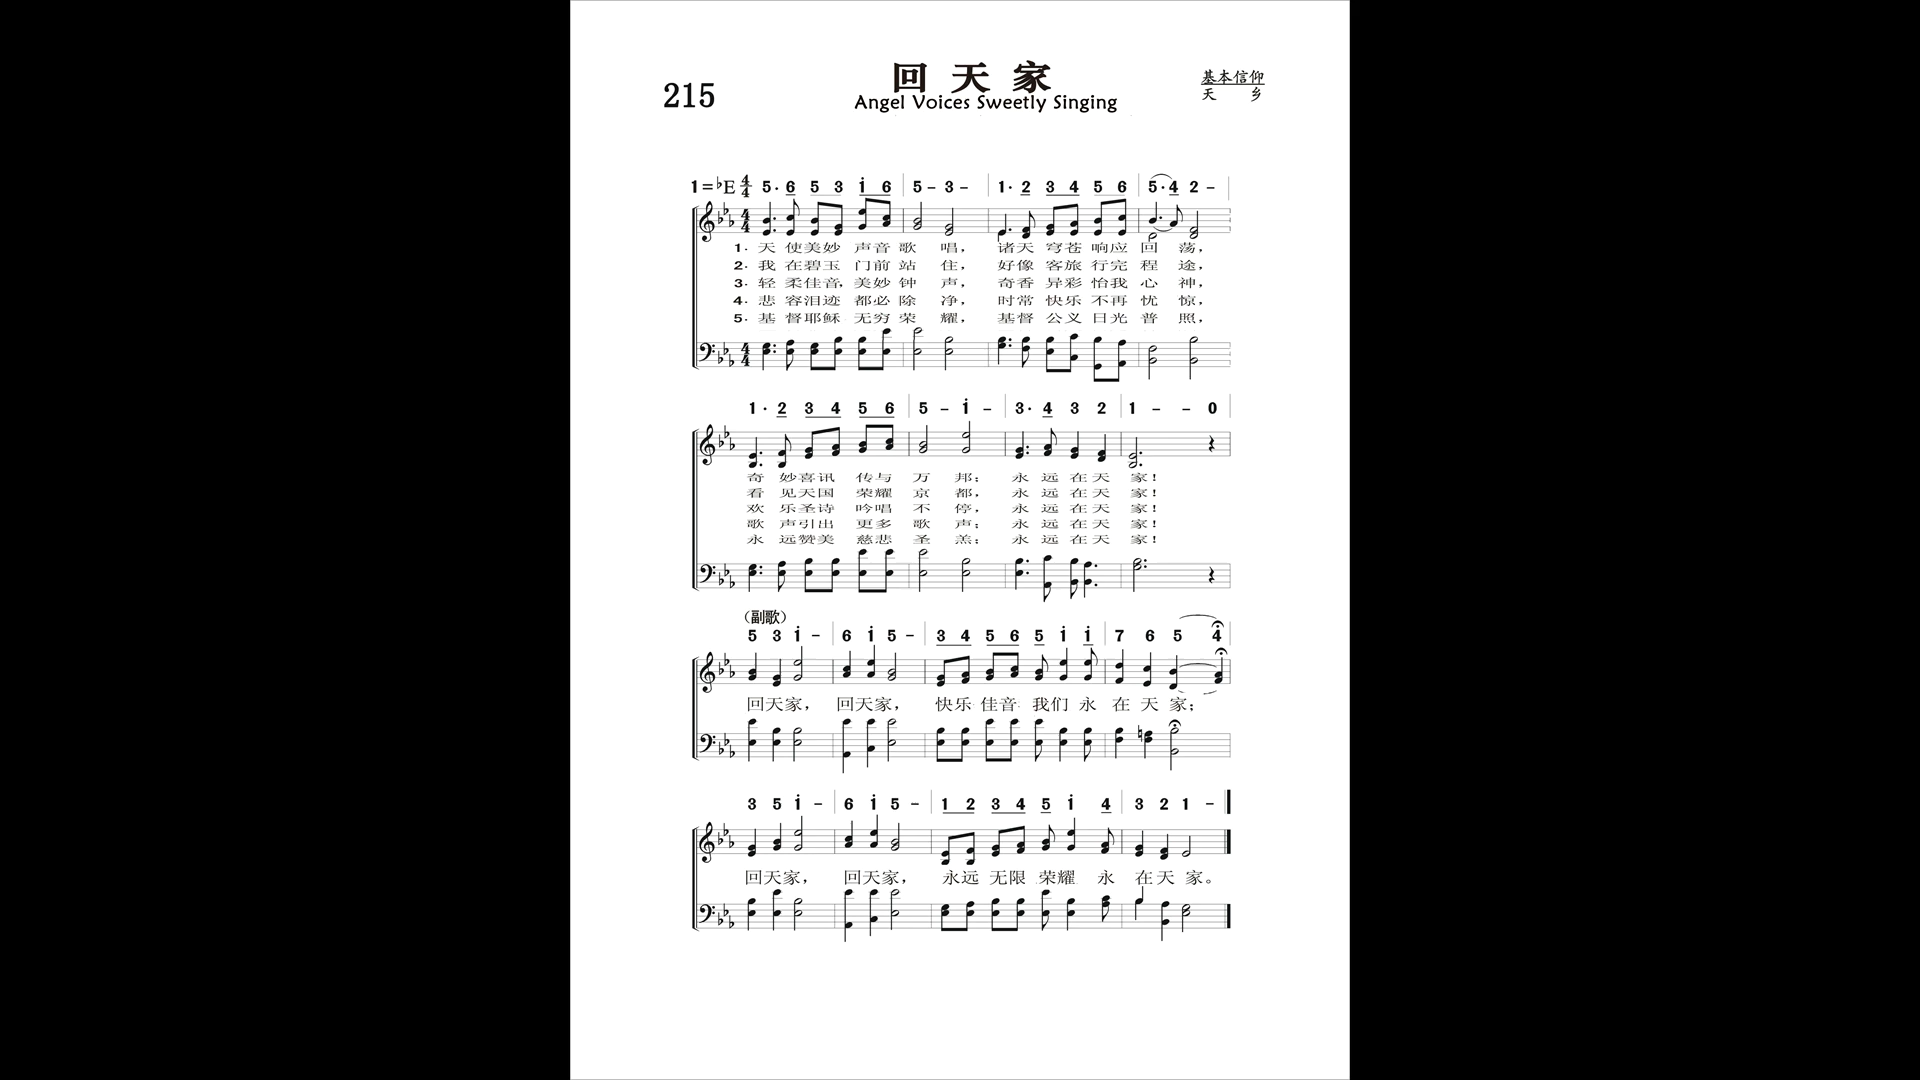 215
回天家
Angel Voices Sweetly Singing
基本信仰
天 乡
1=♭E 4/4 5· 6 5 3 i 6 | 5 - 3 - | 1· 2 3 4 5 6 | 5· 4 2 - |
1. 天使美妙声音歌唱， 诸天穹苍响应回荡，
2. 我在碧玉门前站住， 好像客旅行完程途，
3. 轻柔佳音，美妙钟声， 奇香异彩怡我心神，
4. 悲容泪迹都必除净， 时常快乐不再忧惊，
5. 基督耶稣无穷荣耀， 基督公义日光普照，
1· 2 3 4 5 6 | 5 - i - | 3· 4 3 2 | 1 - - 0 |
奇妙喜讯传与万邦； 永远在天家！
看见天国荣耀京都， 永远在天家！
欢乐圣诗吟唱不停， 永远在天家！
歌声引出更多歌声； 永远在天家！
永远赞美慈悲圣羔； 永远在天家！
（副歌）
5 3 i - | 6 i 5 - | 3 4 5 6 5 i i | 7 6 5 4 |
回天家， 回天家， 快乐佳音我们永在天家；
3 5 i - | 6 i 5 - | 1 2 3 4 5 i 4 | 3 2 1 - |
回天家， 回天家， 永远无限荣耀永在天家。